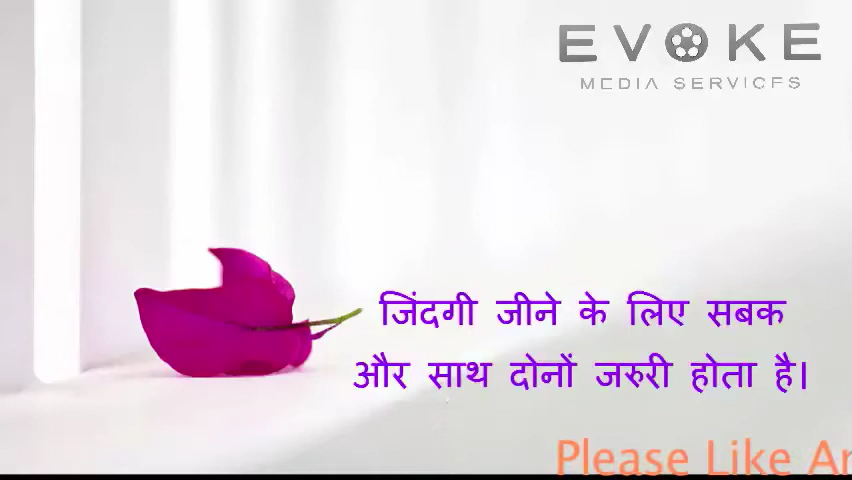 EVOKE
MEDIA SERVICES
जिंदगी जीने के लिए सबक
और साथ दोनों जरुरी होता है।
Please Like